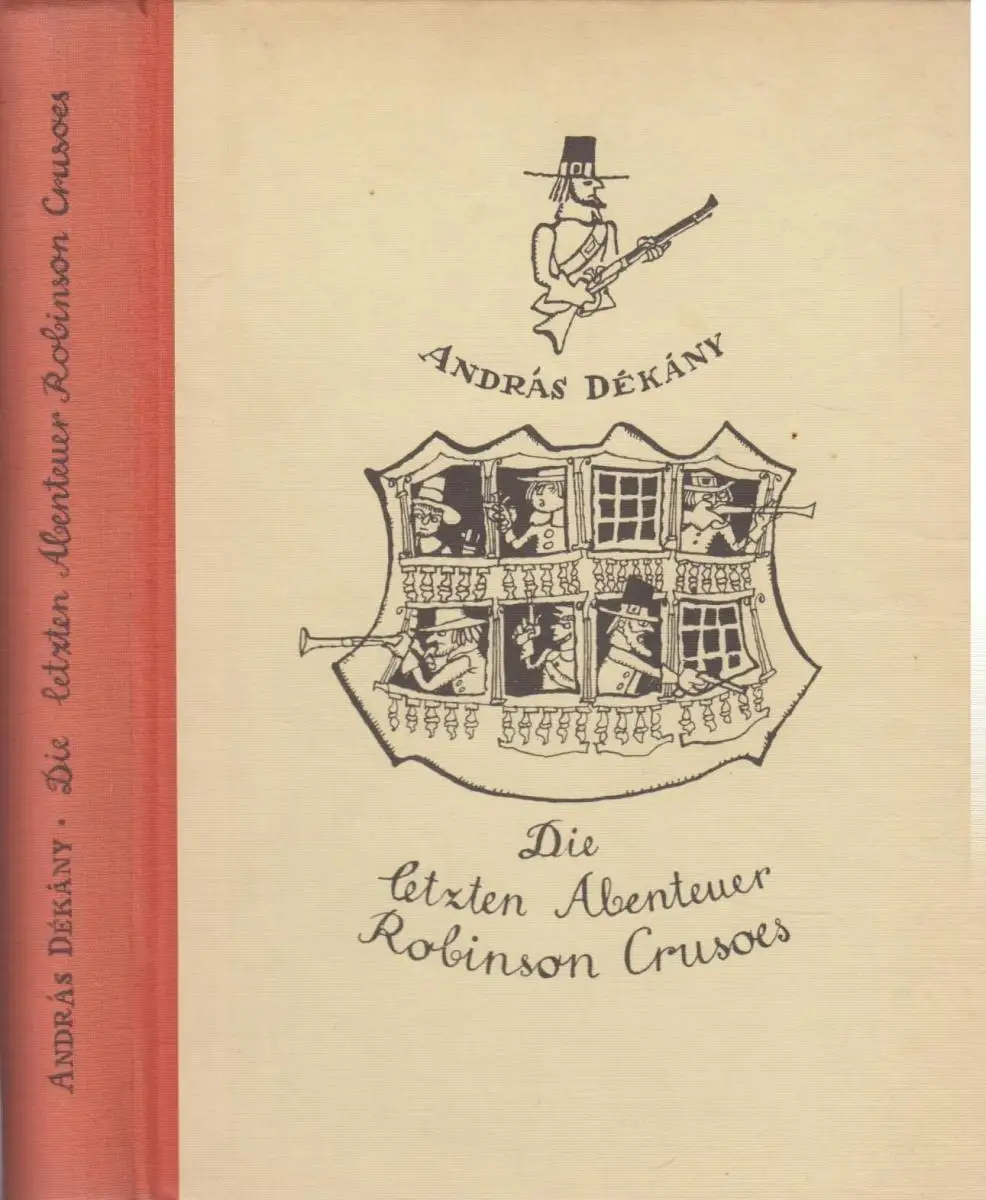 ANDRÁS DÉKÁNY · Die letzten Abenteuer Robinson Crusoes
ANDRÁS DÉKÁNY
Die
letzten Abenteuer
Robinson Crusoes